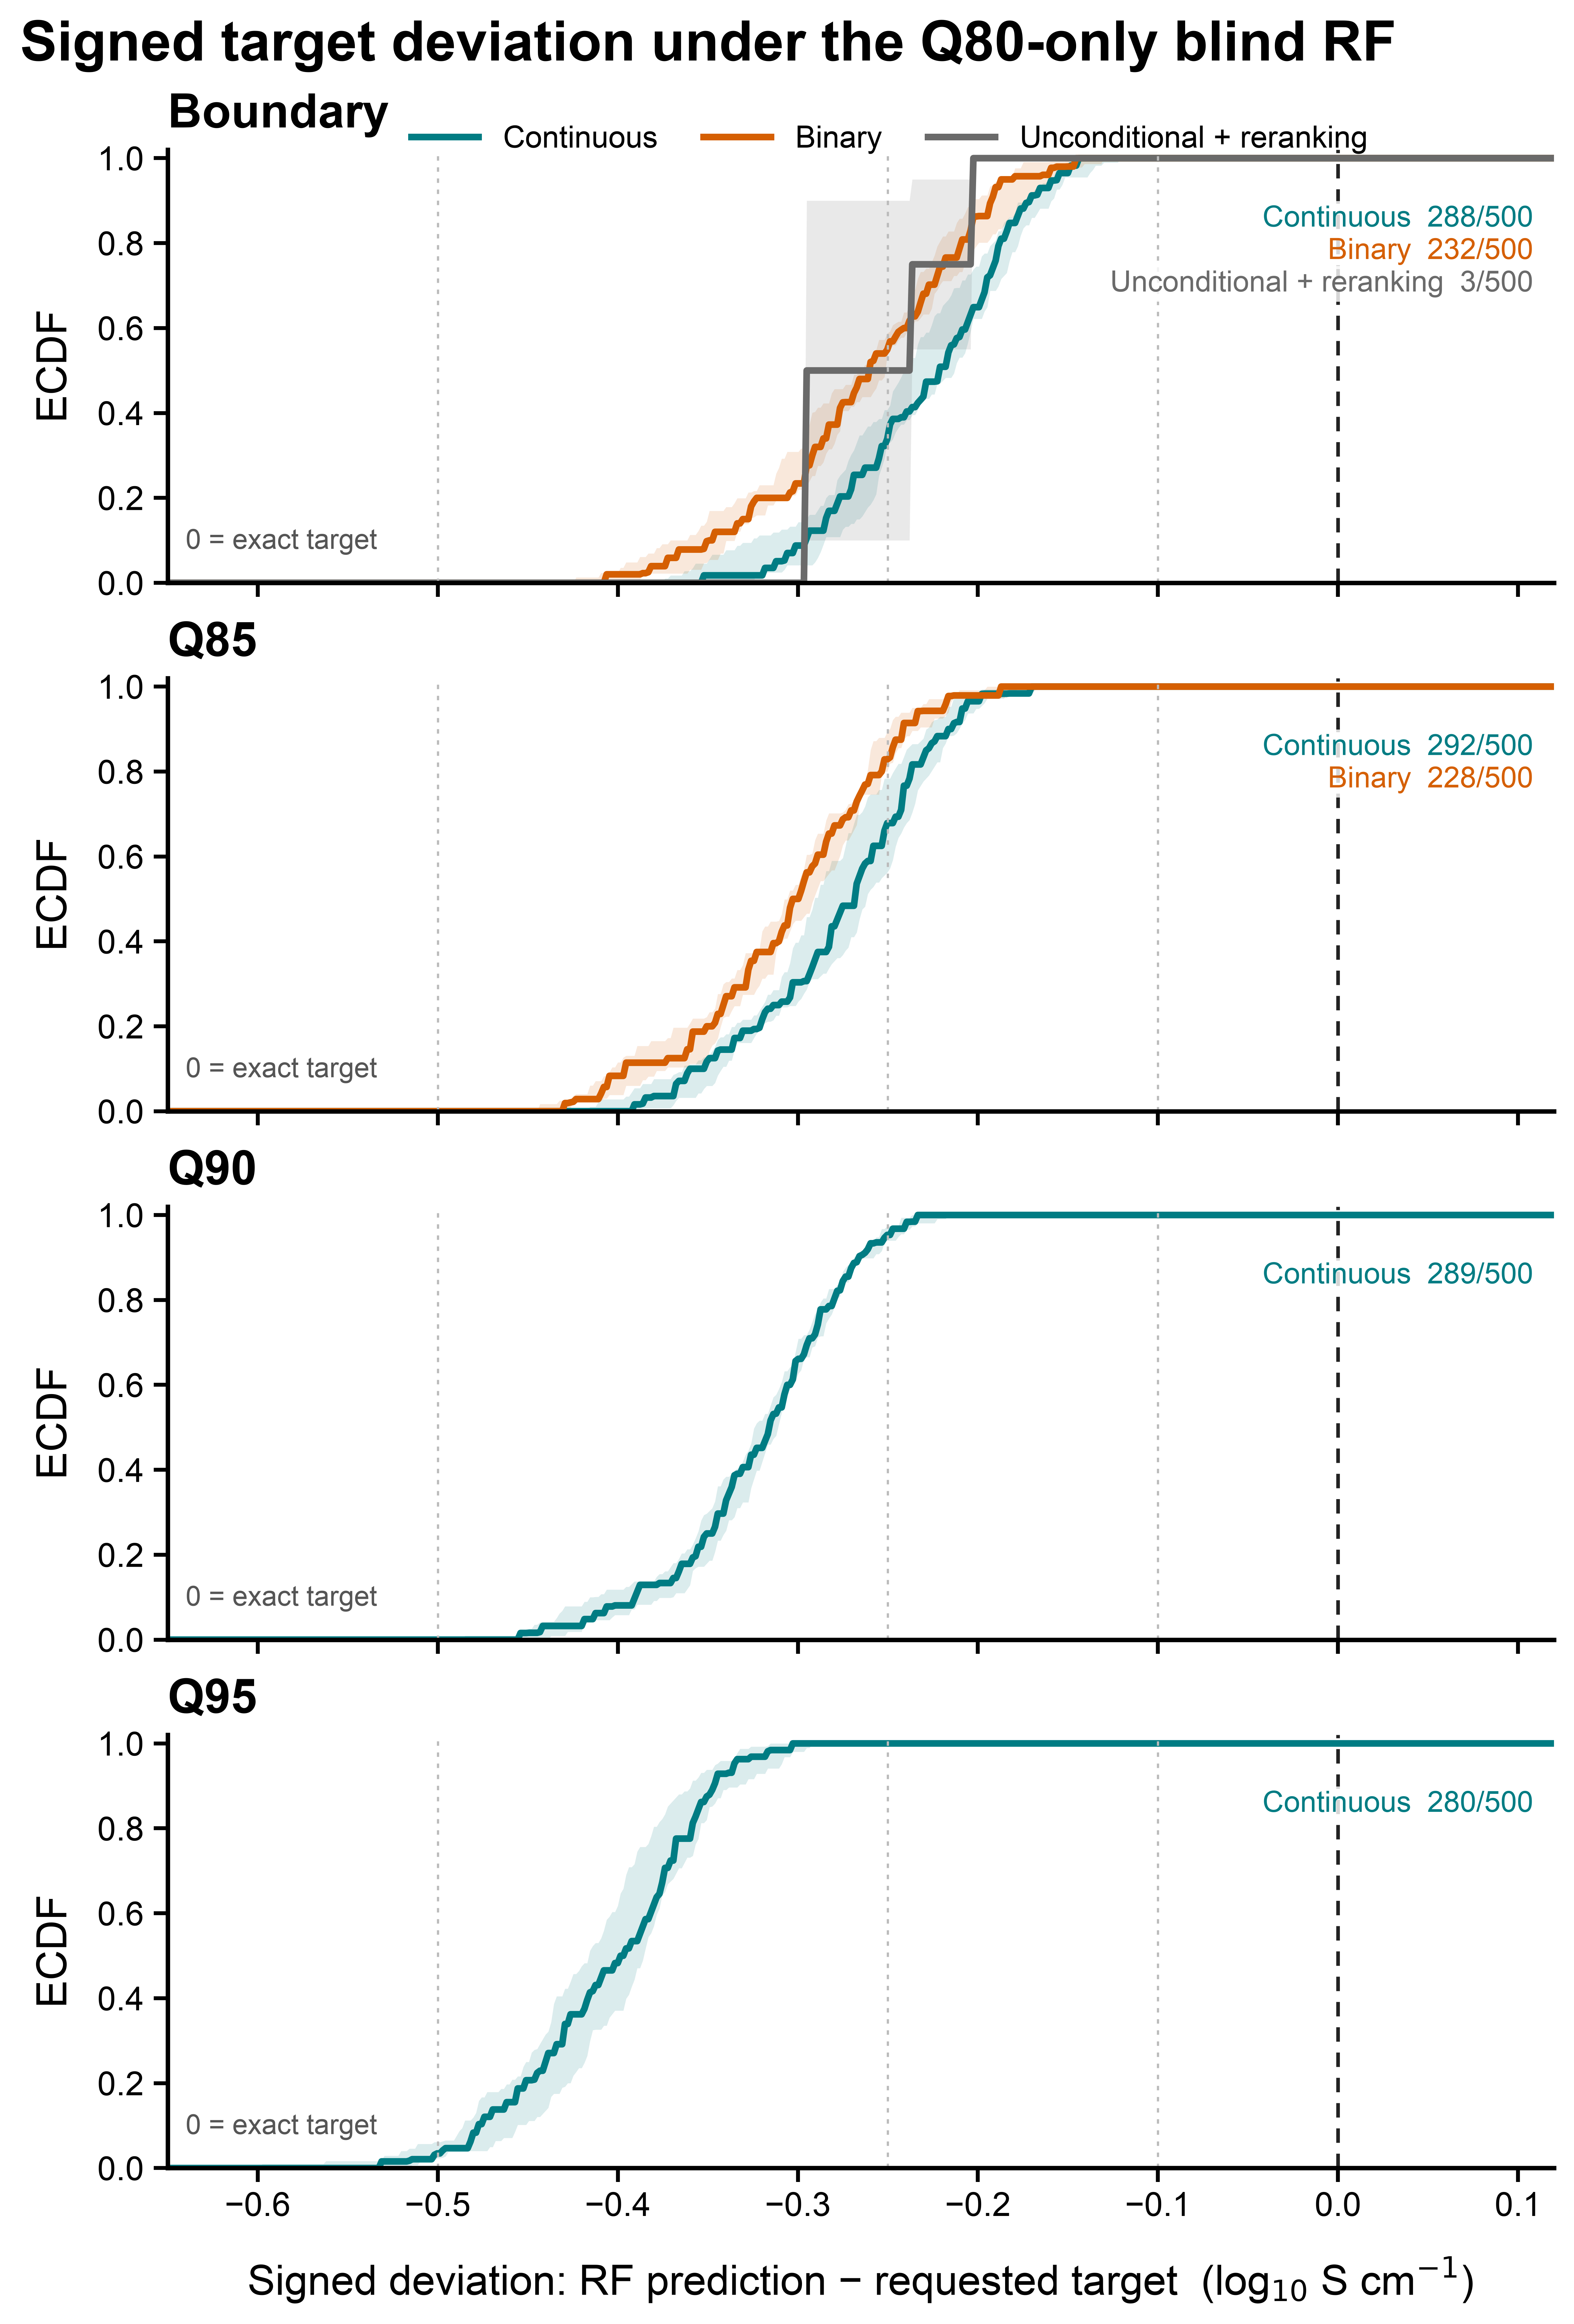 Signed target deviation under the Q80-only blind RF
Boundary
Continuous Binary Unconditional + reranking
1.0
0.8
0.6
0.4
0.2
0.0
ECDF
Continuous 288/500
Binary 232/500
Unconditional + reranking 3/500
0 = exact target
Q85
1.0
0.8
0.6
0.4
0.2
0.0
ECDF
Continuous 292/500
Binary 228/500
0 = exact target
Q90
1.0
0.8
0.6
0.4
0.2
0.0
ECDF
Continuous 289/500
0 = exact target
Q95
1.0
0.8
0.6
0.4
0.2
0.0
ECDF
Continuous 280/500
0 = exact target
−0.6 −0.5 −0.4 −0.3 −0.2 −0.1 0.0 0.1
Signed deviation: RF prediction − requested target (log₁₀ S cm⁻¹)